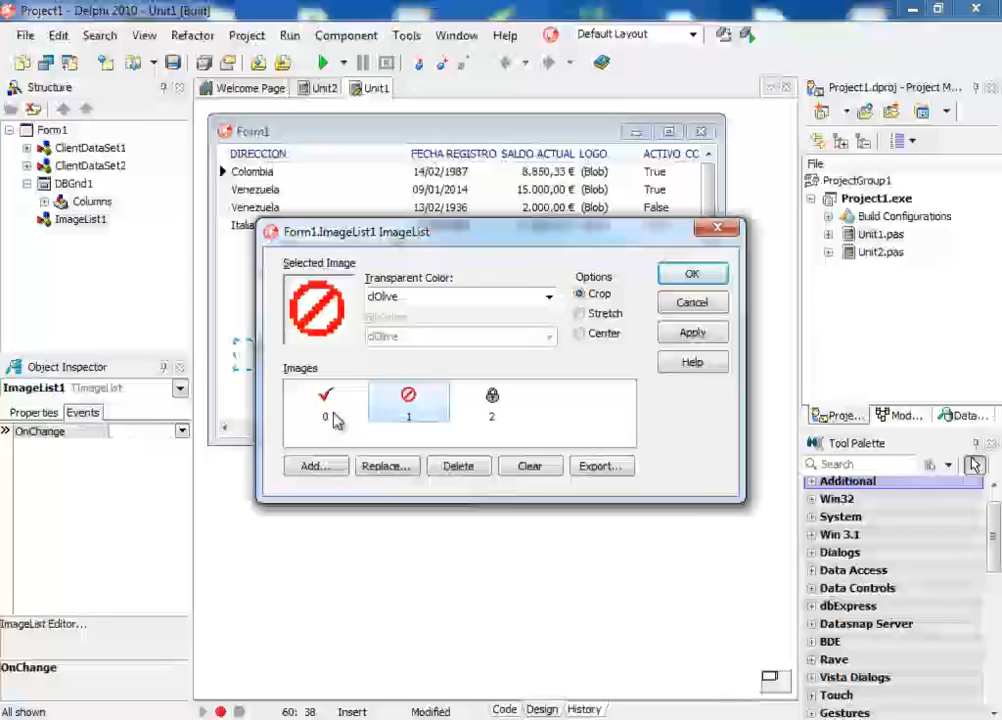 Project1 - Delphi 2010 - Unit1 [Built]
File Edit Search View Refactor Project Run Component Tools Window Help Default Layout
Structure
Welcome Page Unit2 Unit1
Project1.dproj - Project M...
Form1
ClientDataSet1
ClientDataSet2
DBGrid1
Columns
ImageList1
Form1
DIRECCION FECHA REGISTRO SALDO ACTUAL LOGO ACTIVO CC
Colombia 14/02/1987 8.850,33 € (Blob) True
Venezuela 09/01/2014 15.000,00 € (Blob) True
Venezuela 13/02/1936 2.000,00 € (Blob) False
Italia
Form1.ImageList1 ImageList
Selected Image
Transparent Color:
clOlive
clOlive
Options
Crop
Stretch
Center
OK
Cancel
Apply
Help
Images
0 1 2
Add... Replace... Delete Clear Export...
File
ProjectGroup1
Project1.exe
Build Configurations
Unit1.pas
Unit2.pas
Proje... Mod... Data...
Object Inspector
ImageList1 TImageList
Properties Events
OnChange
ImageList Editor...
OnChange
All shown
Tool Palette
Search
Additional
Win32
System
Win 3.1
Dialogs
Data Access
Data Controls
dbExpress
Datasnap Server
BDE
Rave
Vista Dialogs
Touch
Gestures
60: 38 Insert Modified Code Design History